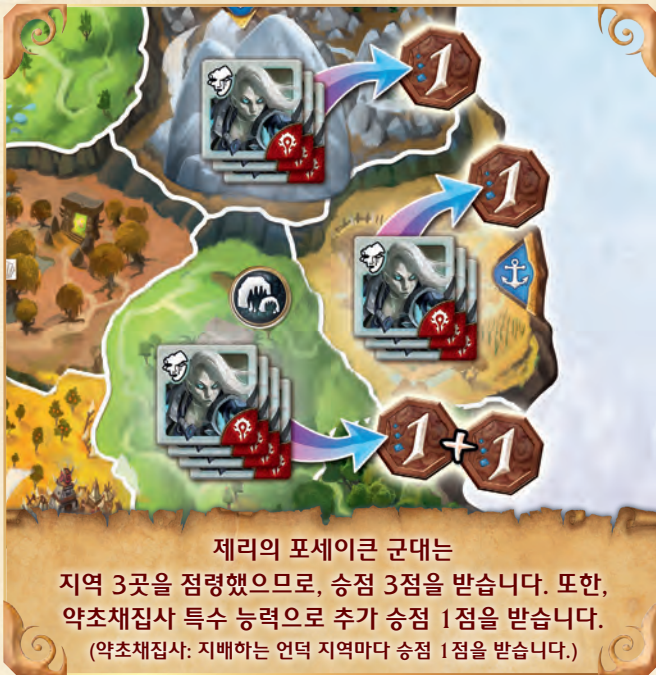 1
1
1+1
제리의 포세이큰 군대는
지역 3곳을 점령했으므로, 승점 3점을 받습니다. 또한,
약초채집사 특수 능력으로 추가 승점 1점을 받습니다.
(약초채집사: 지배하는 언덕 지역마다 승점 1점을 받습니다.)